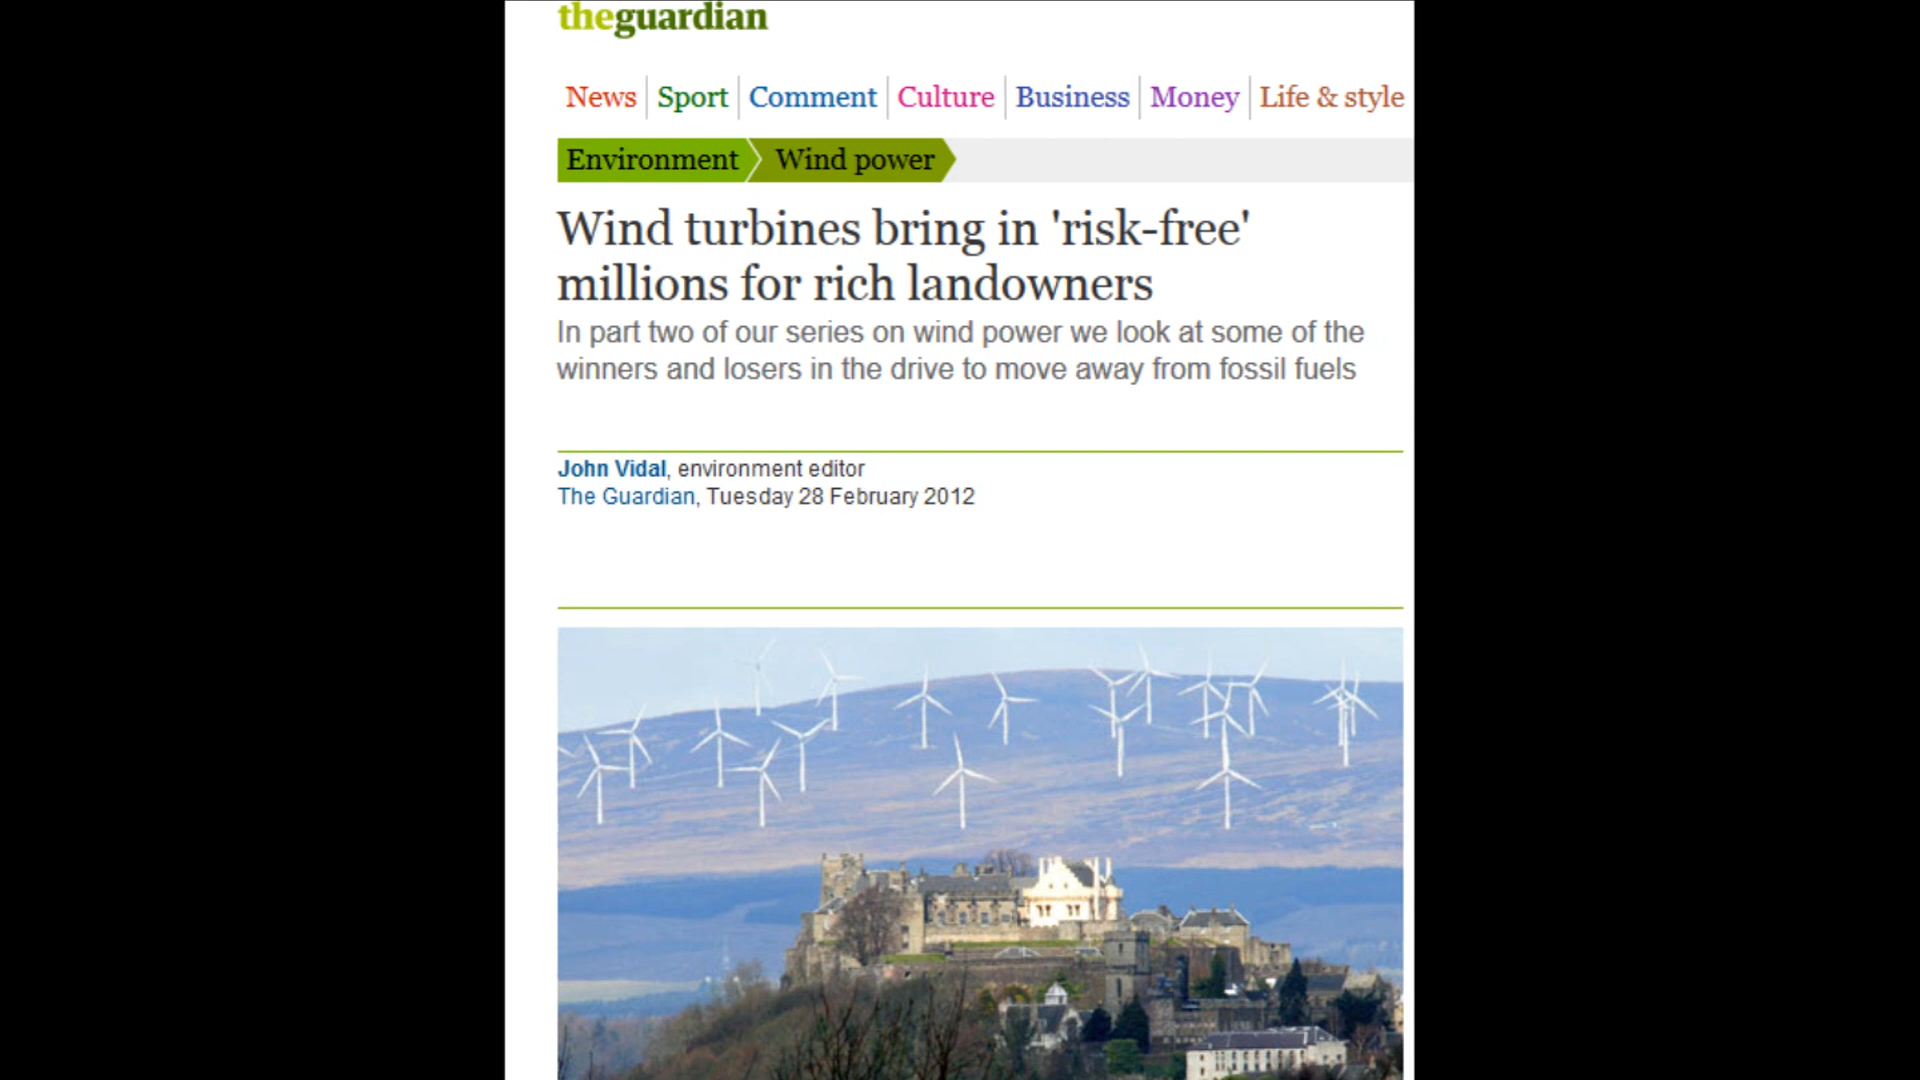 theguardian
News Sport Comment Culture Business Money Life & style
Environment Wind power
Wind turbines bring in 'risk-free'
millions for rich landowners
In part two of our series on wind power we look at some of the
winners and losers in the drive to move away from fossil fuels
John Vidal, environment editor
The Guardian, Tuesday 28 February 2012